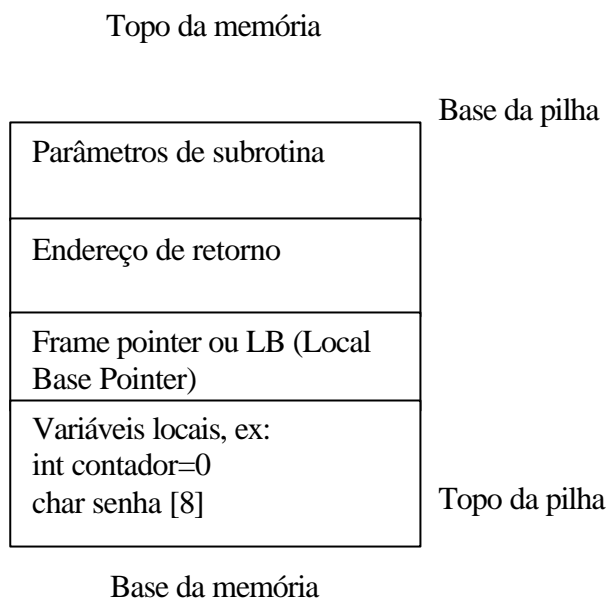 Topo da memória
Base da pilha
Parâmetros de subrotina
Endereço de retorno
Frame pointer ou LB (Local
Base Pointer)
Variáveis locais, ex:
int contador=0
char senha [8]
Topo da pilha
Base da memória